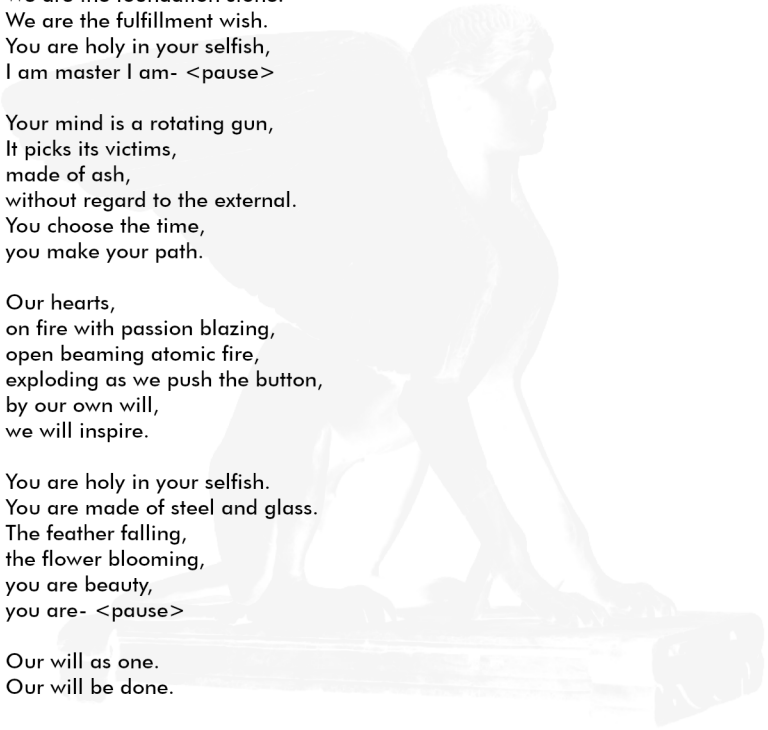 We are the foundation stone.
We are the fulfillment wish.
You are holy in your selfish,
I am master I am- <pause>
Your mind is a rotating gun,
It picks its victims,
made of ash,
without regard to the external.
You choose the time,
you make your path.
Our hearts,
on fire with passion blazing,
open beaming atomic fire,
exploding as we push the button,
by our own will,
we will inspire.
You are holy in your selfish.
You are made of steel and glass.
The feather falling,
the flower blooming,
you are beauty,
you are- <pause>
Our will as one.
Our will be done.